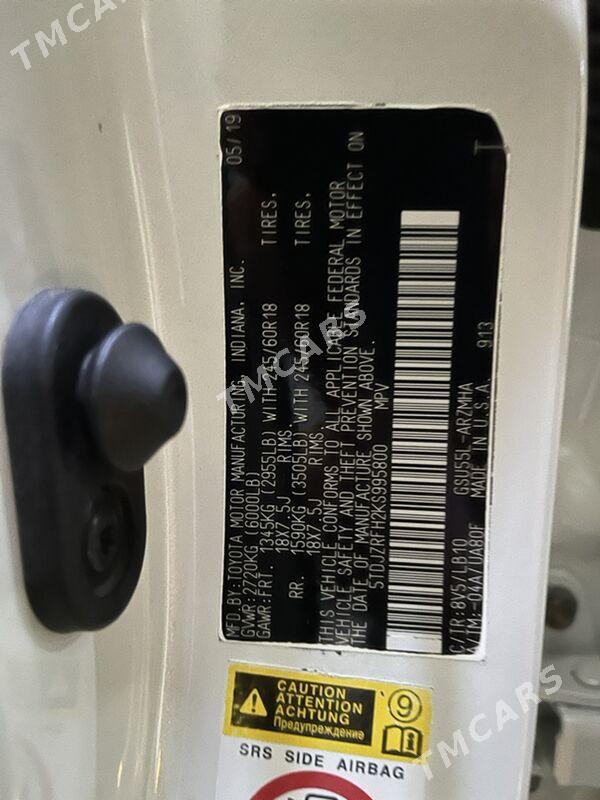 MFD.BY:TOYOTA MOTOR MANUFACTURING, INDIANA, INC. 05/19
GVWR:2720KG (6000LB)
GAWR:FRT. 1345KG (2955LB) WITH 245/60R18 TIRES,
18X7.5J RIMS
RR. 1590KG (3505LB) WITH 245/60R18 TIRES,
18X7.5J RIMS
THIS VEHICLE CONFORMS TO ALL APPLICABLE FEDERAL MOTOR
VEHICLE SAFETY AND THEFT PREVENTION STANDARDS IN EFFECT ON
THE DATE OF MANUFACTURE SHOWN ABOVE.
5TDJZRFH2KS995800 MPV
C/TR:8V5/LB10 GSU55L-ARZMHA
A/TM:-04A/UA80F MADE IN U.S.A. 913
T
CAUTION
ATTENTION
ACHTUNG
Предупреждение
9
i
SRS SIDE AIRBAG
TMCARS
TMCARS
TMCARS
TMCARS